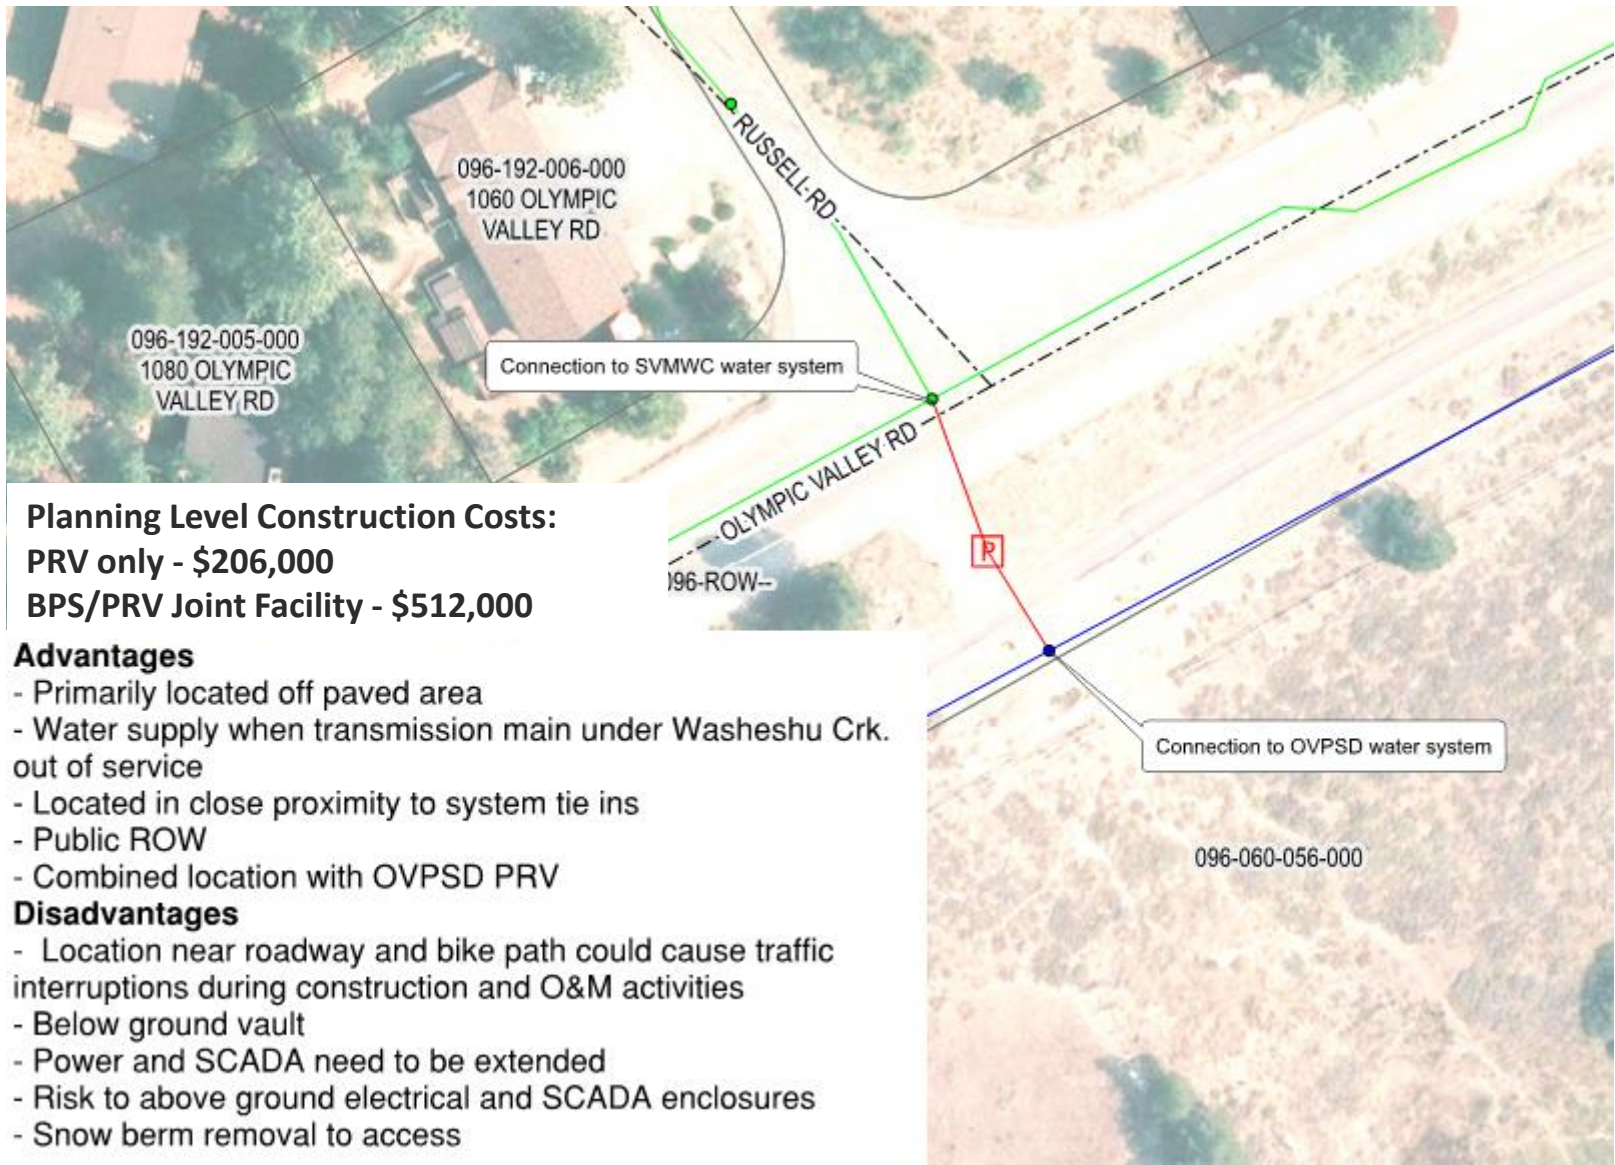 RUSSELL RD
096-192-006-000
1060 OLYMPIC
VALLEY RD
096-192-005-000
1080 OLYMPIC
VALLEY RD
Connection to SVMWC water system
OLYMPIC VALLEY RD
096-ROW--
P
Connection to OVPSD water system
096-060-056-000
Planning Level Construction Costs:
PRV only - $206,000
BPS/PRV Joint Facility - $512,000
Advantages
- Primarily located off paved area
- Water supply when transmission main under Washeshu Crk.
out of service
- Located in close proximity to system tie ins
- Public ROW
- Combined location with OVPSD PRV
Disadvantages
- Location near roadway and bike path could cause traffic
interruptions during construction and O&M activities
- Below ground vault
- Power and SCADA need to be extended
- Risk to above ground electrical and SCADA enclosures
- Snow berm removal to access